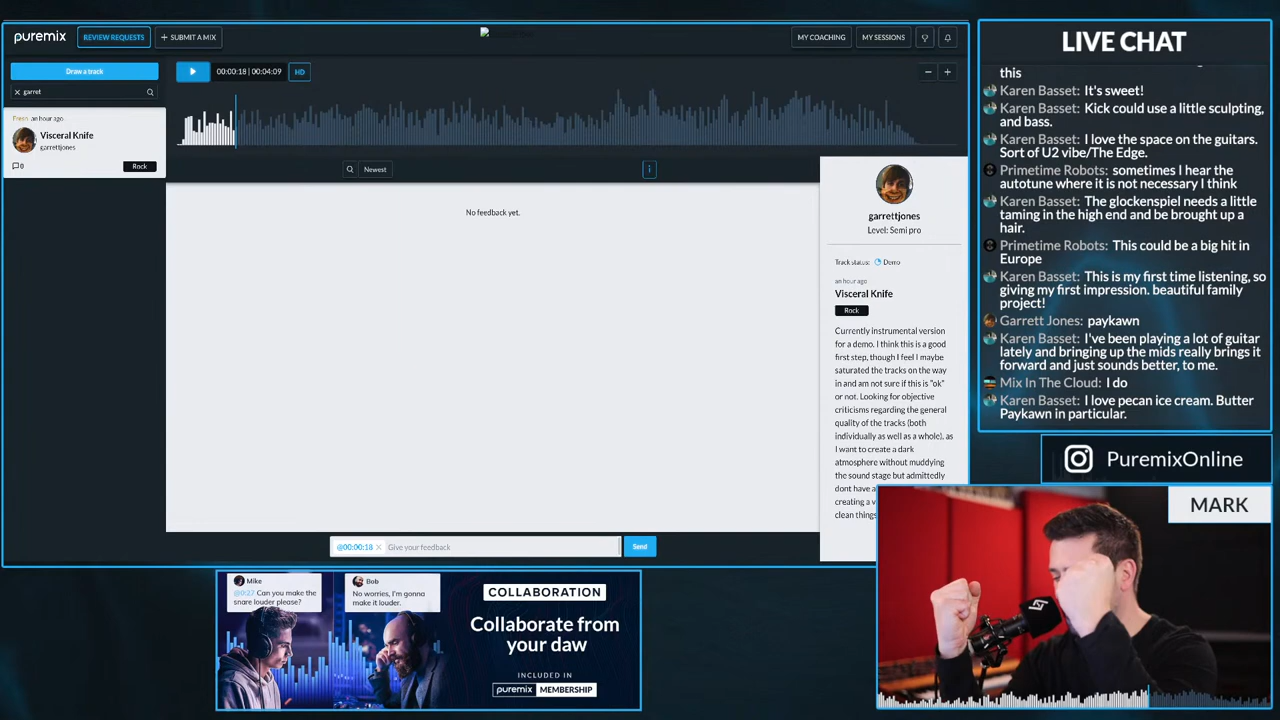 puremix
REVIEW REQUESTS
+ SUBMIT A MIX
MY COACHING
MY SESSIONS
Draw a track
× garret
00:00:18 | 00:04:09
HD
Fresh an hour ago
Visceral Knife
garrettjones
0
Rock
Newest
No feedback yet.
@00:00:18 ×
Give your feedback
Send
garrettjones
Level: Semi pro
Track status: Demo
an hour ago
Visceral Knife
Rock
Currently instrumental version
for a demo. I think this is a good
first step, though I feel I maybe
saturated the tracks on the way
in and am not sure if this is "ok"
or not. Looking for objective
criticisms regarding the general
quality of the tracks (both
individually as well as a whole), as
I want to create a dark
atmosphere without muddying
the sound stage but admittedly
dont have a
creating a
clean things
LIVE CHAT
this
Karen Basset: It's sweet!
Karen Basset: Kick could use a little sculpting,
and bass.
Karen Basset: I love the space on the guitars.
Sort of U2 vibe/The Edge.
Primetime Robots: sometimes I hear the
autotune where it is not necessary I think
Karen Basset: The glockenspiel needs a little
taming in the high end and be brought up a
hair.
Primetime Robots: This could be a big hit in
Europe
Karen Basset: This is my first time listening, so
giving my first impression. beautiful family
project!
Garrett Jones: paykawn
Karen Basset: I've been playing a lot of guitar
lately and bringing up the mids really brings it
forward and just sounds better, to me.
Mix In The Cloud: I do
Karen Basset: I love pecan ice cream. Butter
Paykawn in particular.
PuremixOnline
MARK
Mike
@0:27 Can you make the
snare louder please?
Bob
No worries, I'm gonna
make it louder.
COLLABORATION
Collaborate from
your daw
INCLUDED IN
puremix MEMBERSHIP